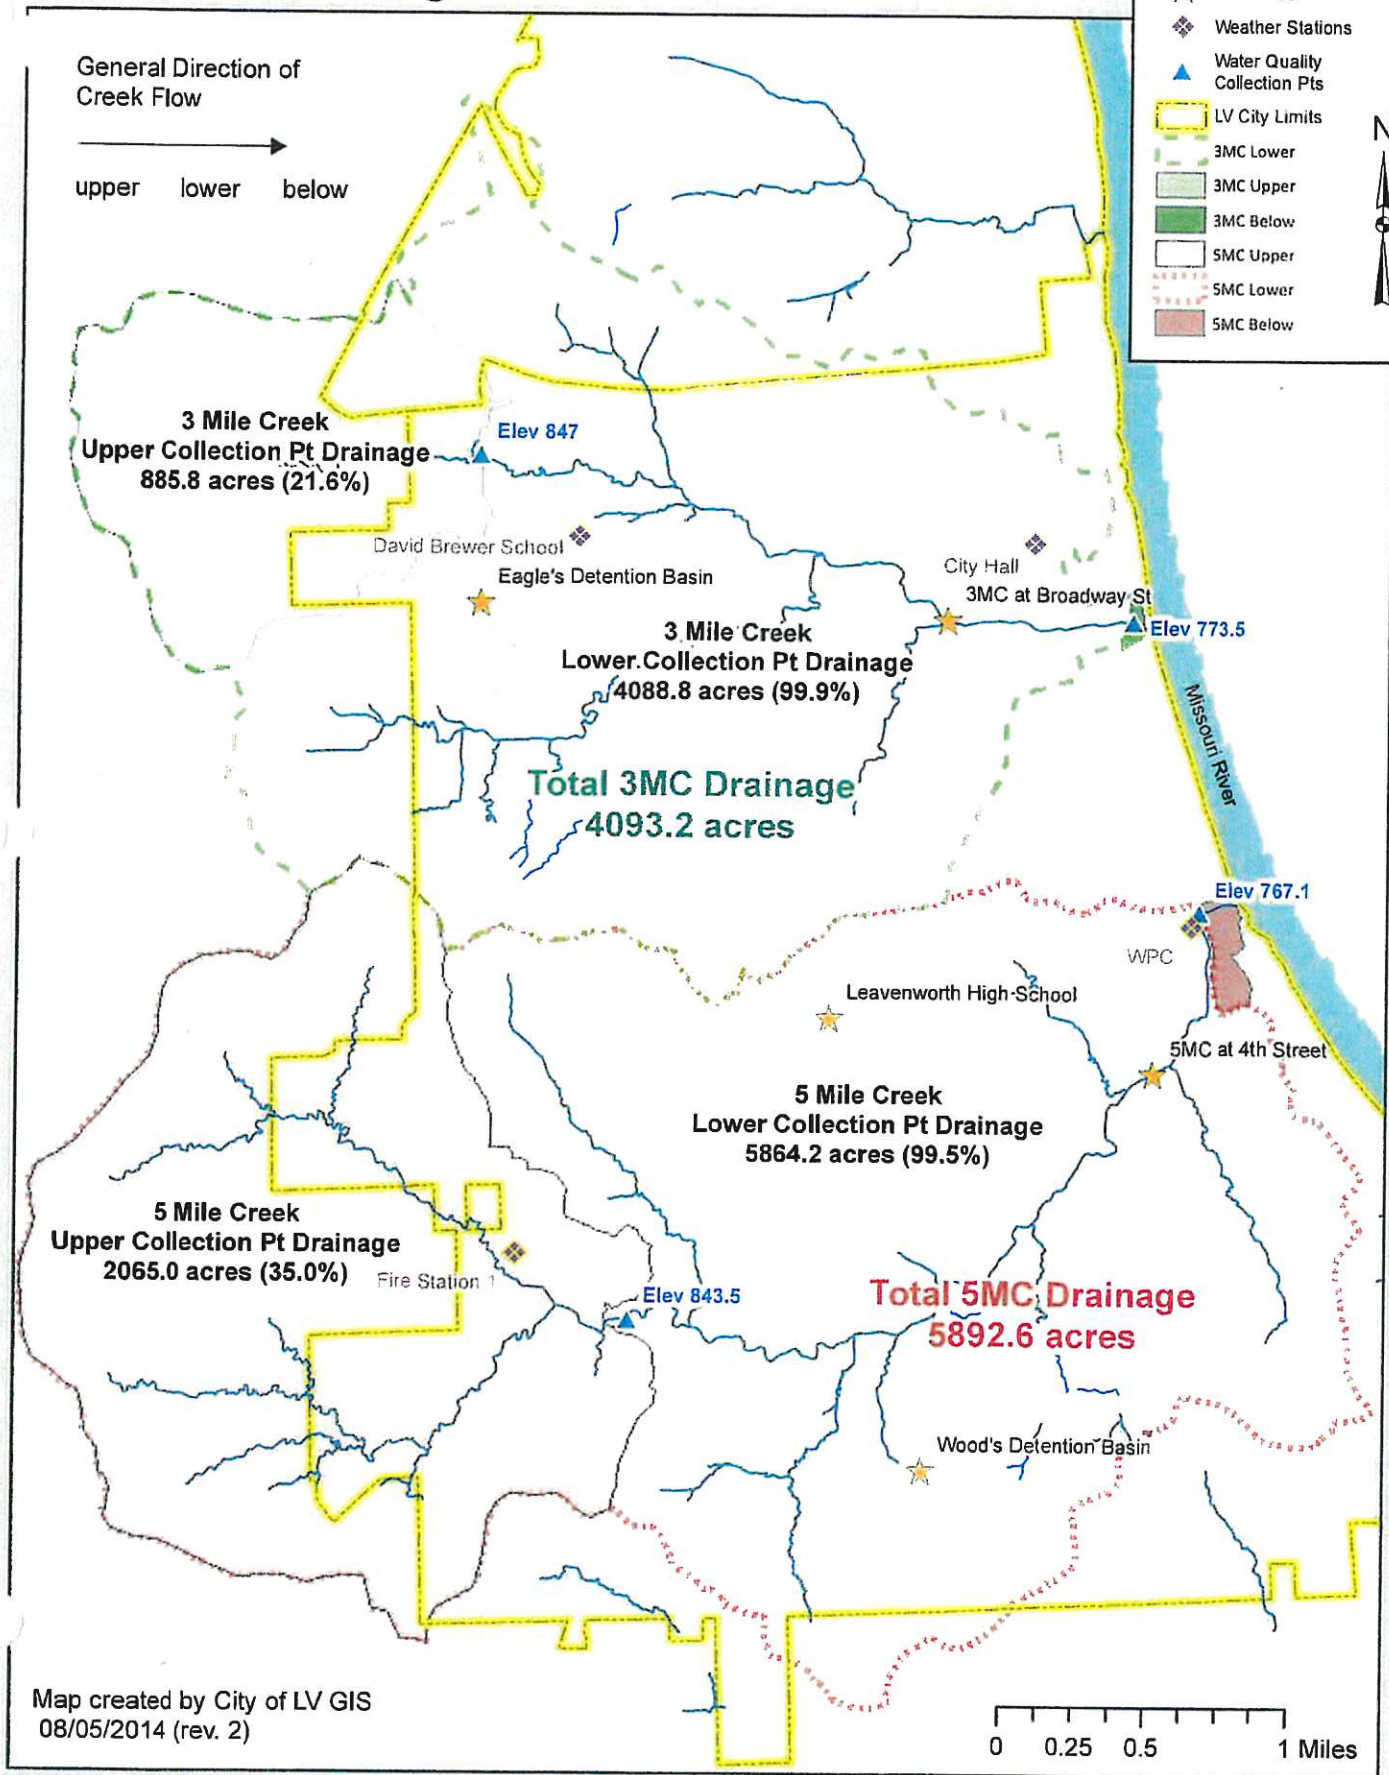 General Direction of
Creek Flow
upper lower below
Weather Stations
Water Quality
Collection Pts
LV City Limits
3MC Lower
3MC Upper
3MC Below
5MC Upper
5MC Lower
5MC Below
N
3 Mile Creek
Upper Collection Pt Drainage
885.8 acres (21.6%)
Elev 847
David Brewer School
Eagle's Detention Basin
City Hall
3MC at Broadway St
Elev 773.5
3 Mile Creek
Lower Collection Pt Drainage
4088.8 acres (99.9%)
Missouri River
Total 3MC Drainage
4093.2 acres
Elev 767.1
WPC
Leavenworth High School
5MC at 4th Street
5 Mile Creek
Lower Collection Pt Drainage
5864.2 acres (99.5%)
5 Mile Creek
Upper Collection Pt Drainage
2065.0 acres (35.0%)
Fire Station 1
Elev 843.5
Total 5MC Drainage
5892.6 acres
Wood's Detention Basin
Map created by City of LV GIS
08/05/2014 (rev. 2)
0 0.25 0.5 1 Miles